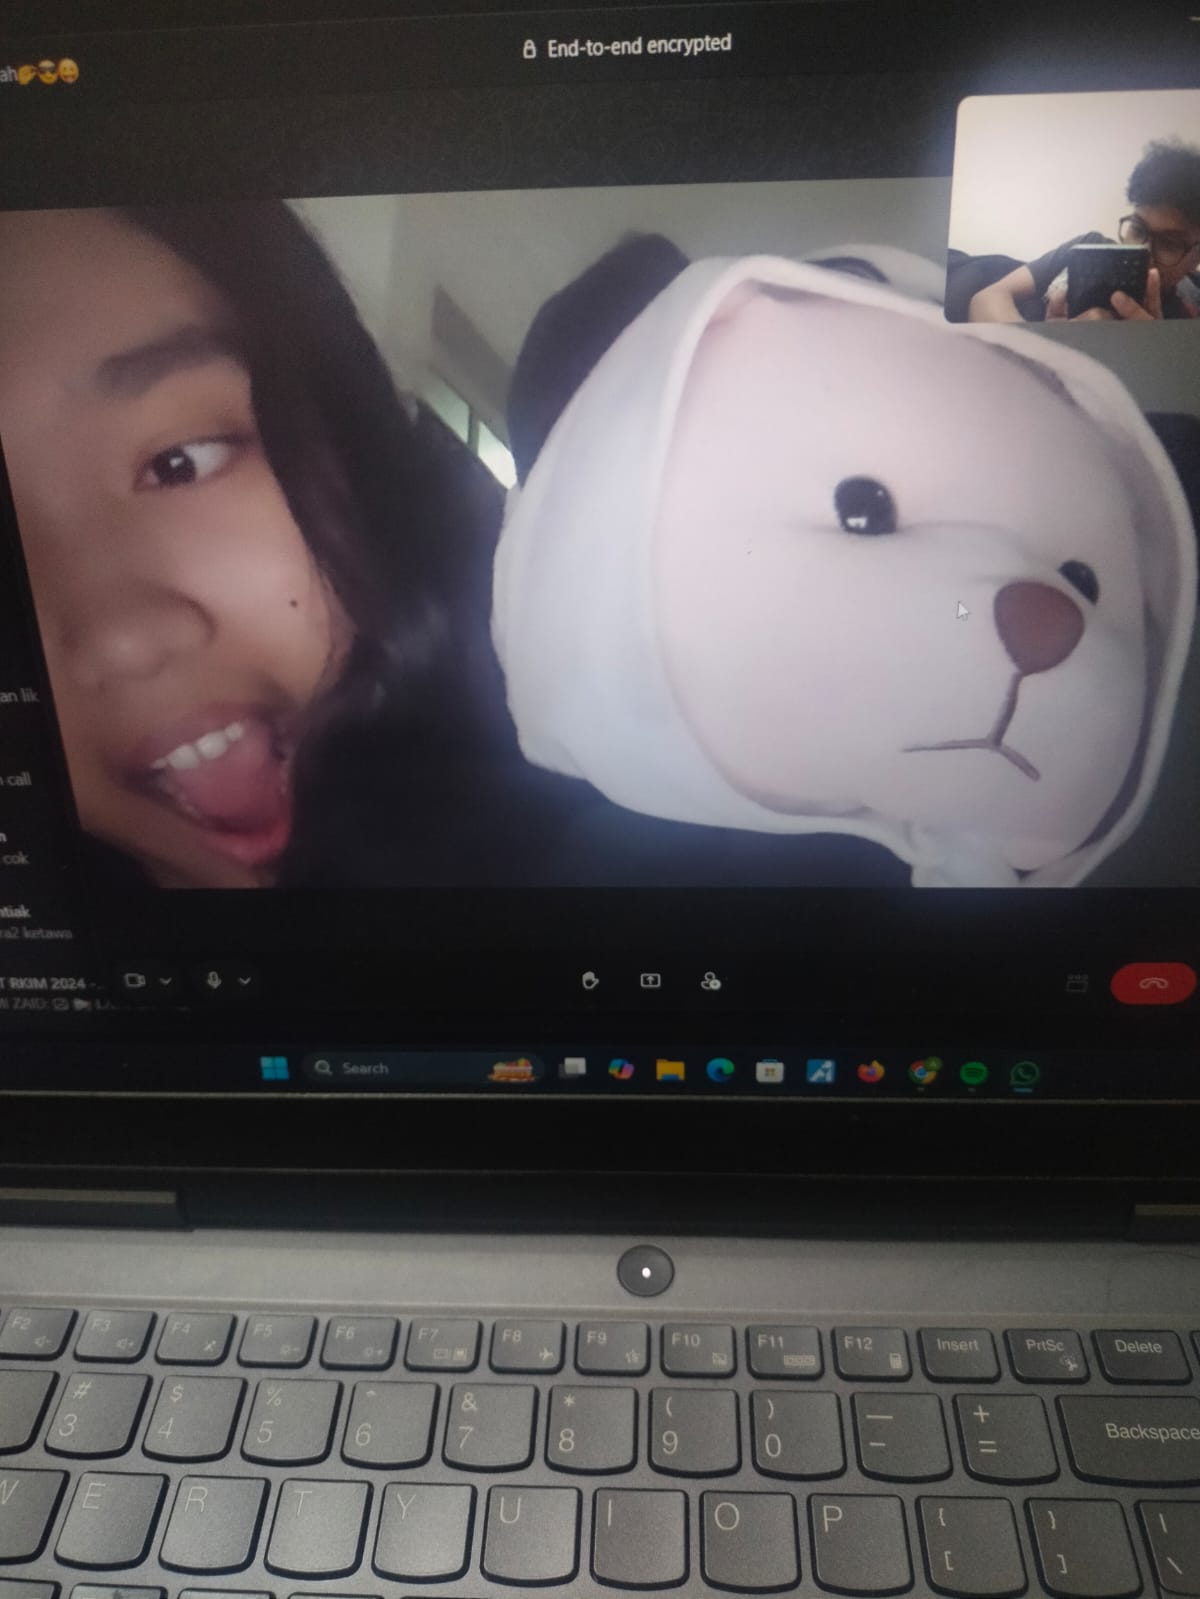 End-to-end encrypted
ah🤌😎😜
an lik
call
cok
ntiak
ra2 ketawa
T RKIM 2024 -...
Search
F2
F3
F4
F5
F6
F7
F8
F9
F10
F11
F12
Insert
PrtSc
Delete
# 3
$ 4
% 5
^ 6
& 7
* 8
( 9
) 0
— -
+ =
Backspace
W
E
R
T
Y
U
I
O
P
{ [
} ]
| \